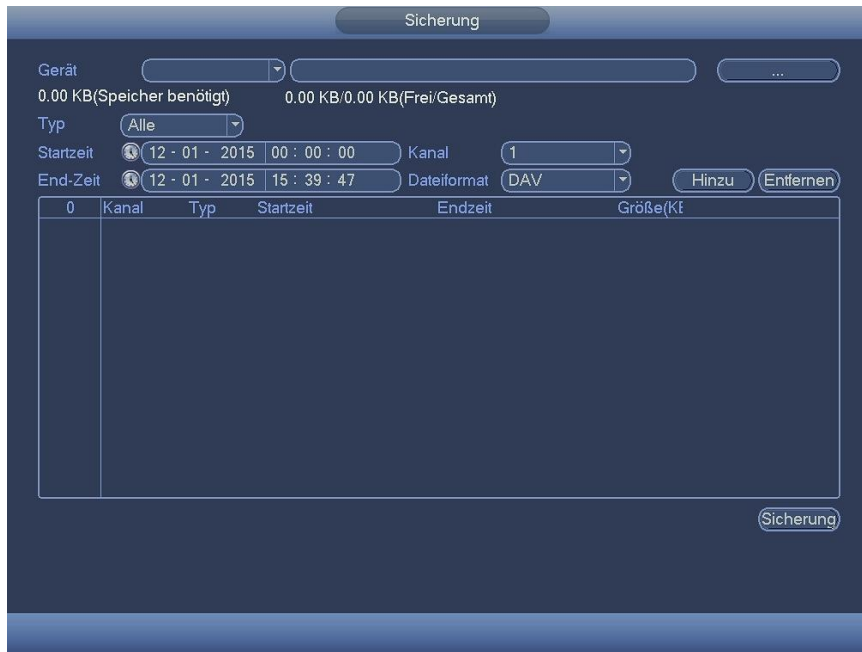 Sicherung
Gerät ...
0.00 KB(Speicher benötigt) 0.00 KB/0.00 KB(Frei/Gesamt)
Typ Alle
Startzeit 12 - 01 - 2015 00 : 00 : 00 Kanal 1
End-Zeit 12 - 01 - 2015 15 : 39 : 47 Dateiformat DAV Hinzu Entfernen
0 Kanal Typ Startzeit Endzeit Größe(KE
Sicherung